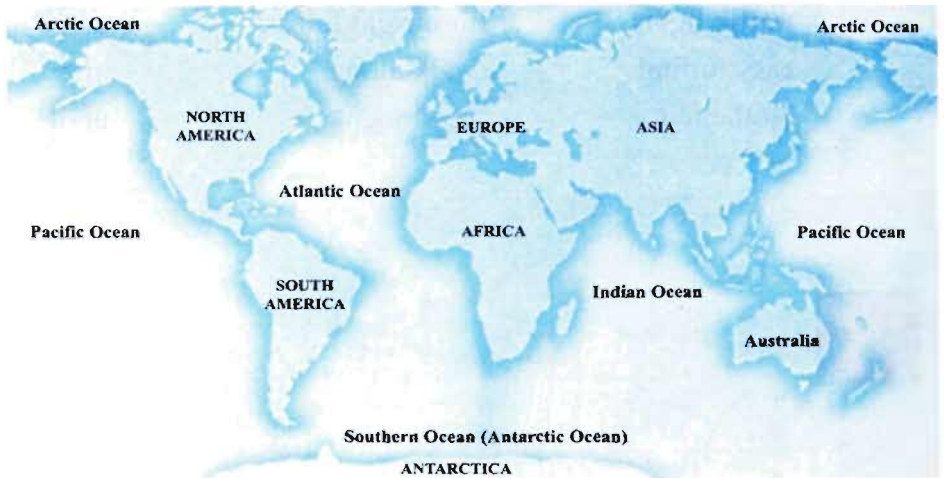 Arctic Ocean
Arctic Ocean
NORTH
AMERICA
EUROPE
ASIA
Atlantic Ocean
Pacific Ocean
AFRICA
Pacific Ocean
SOUTH
AMERICA
Indian Ocean
Australia
Southern Ocean (Antarctic Ocean)
ANTARCTICA